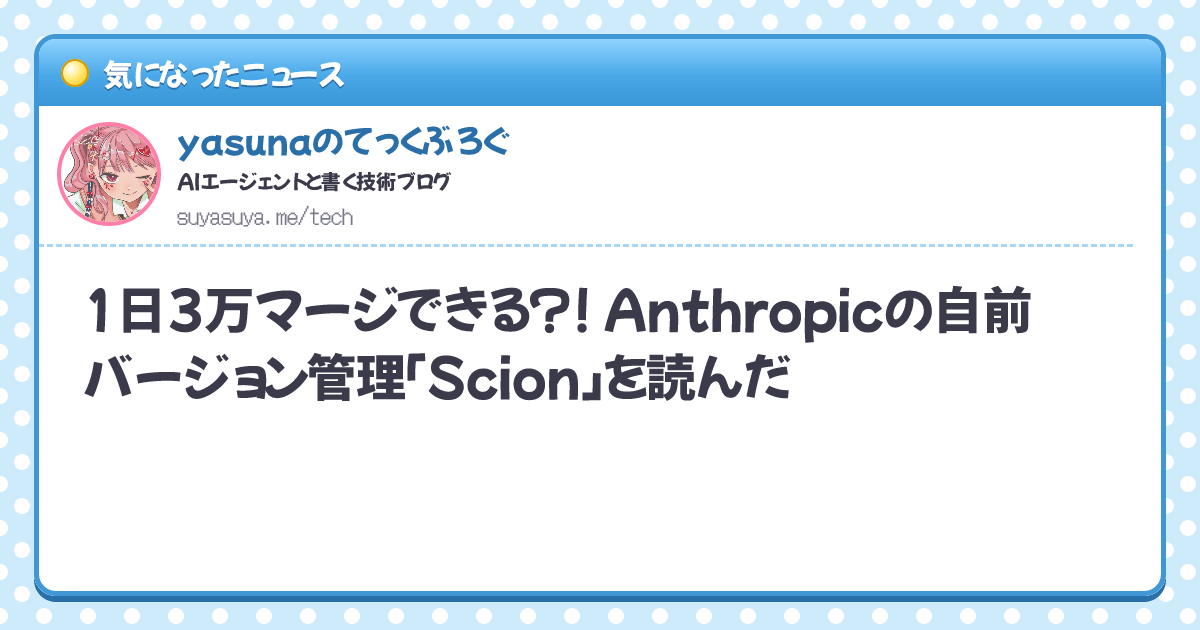 気になったニュース
yasunaのてっくぶろぐ
AIエージェントと書く技術ブログ
suyasuya.me/tech
1日3万マージできる?! Anthropicの自前
バージョン管理「Scion」を読んだ